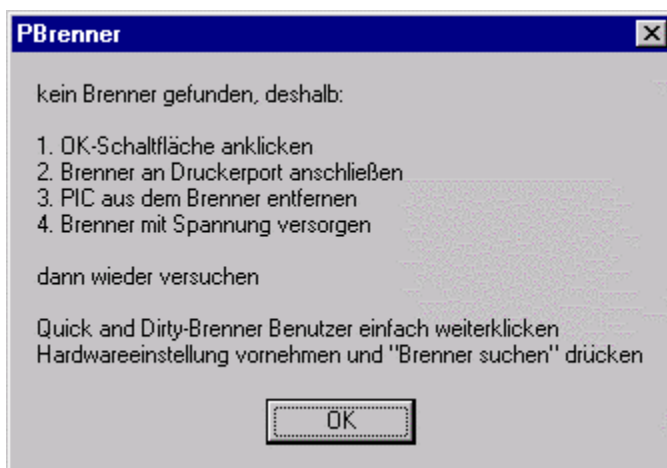 PBrenner
kein Brenner gefunden, deshalb:
1. OK-Schaltfläche anklicken
2. Brenner an Druckerport anschließen
3. PIC aus dem Brenner entfernen
4. Brenner mit Spannung versorgen
dann wieder versuchen
Quick and Dirty-Brenner Benutzer einfach weiterklicken
Hardwareeinstellung vornehmen und "Brenner suchen" drücken
OK